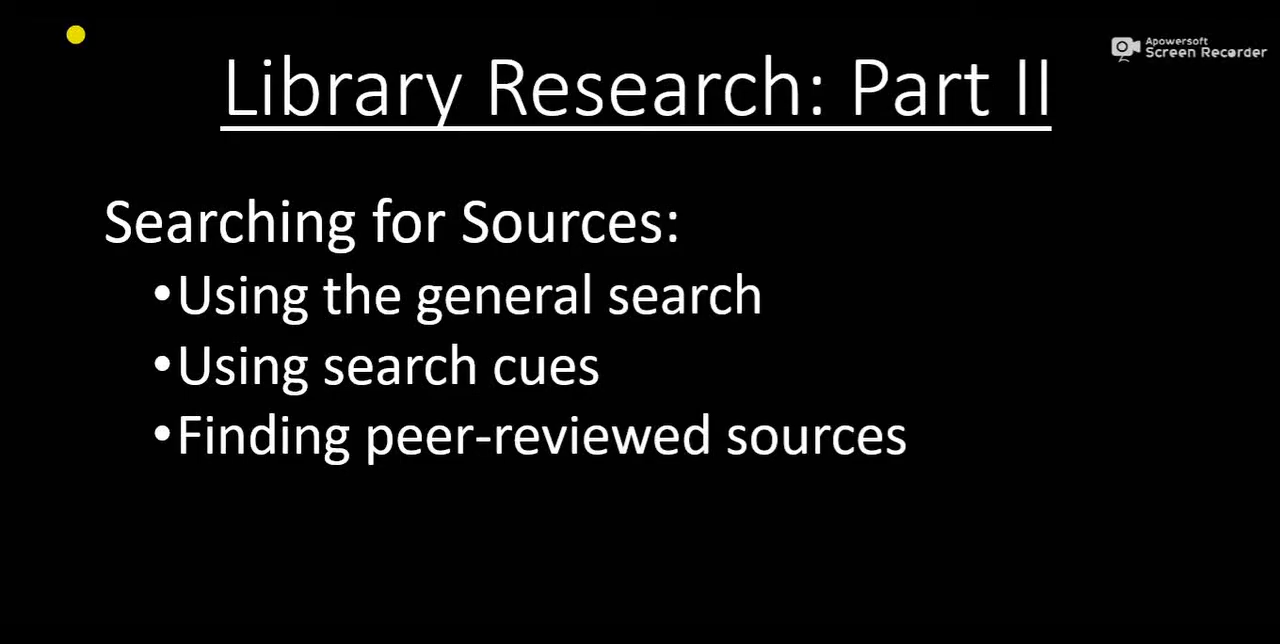 Apowersoft
Screen Recorder
Library Research: Part II
Searching for Sources:
•Using the general search
•Using search cues
•Finding peer-reviewed sources